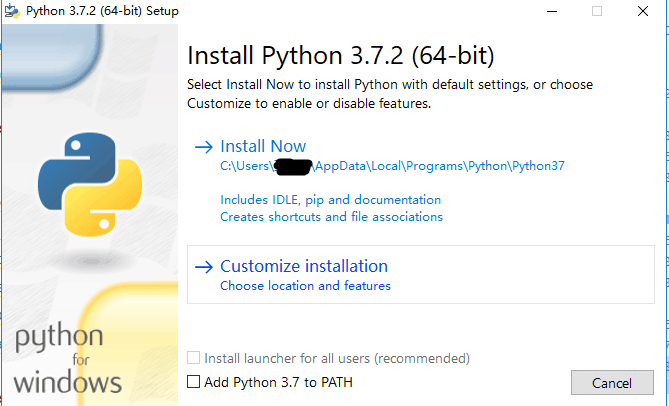 Python 3.7.2 (64-bit) Setup
Install Python 3.7.2 (64-bit)
Select Install Now to install Python with default settings, or choose
Customize to enable or disable features.
Install Now
C:\Users\ \AppData\Local\Programs\Python\Python37
Includes IDLE, pip and documentation
Creates shortcuts and file associations
Customize installation
Choose location and features
Install launcher for all users (recommended)
Add Python 3.7 to PATH
Cancel
python
for
windows